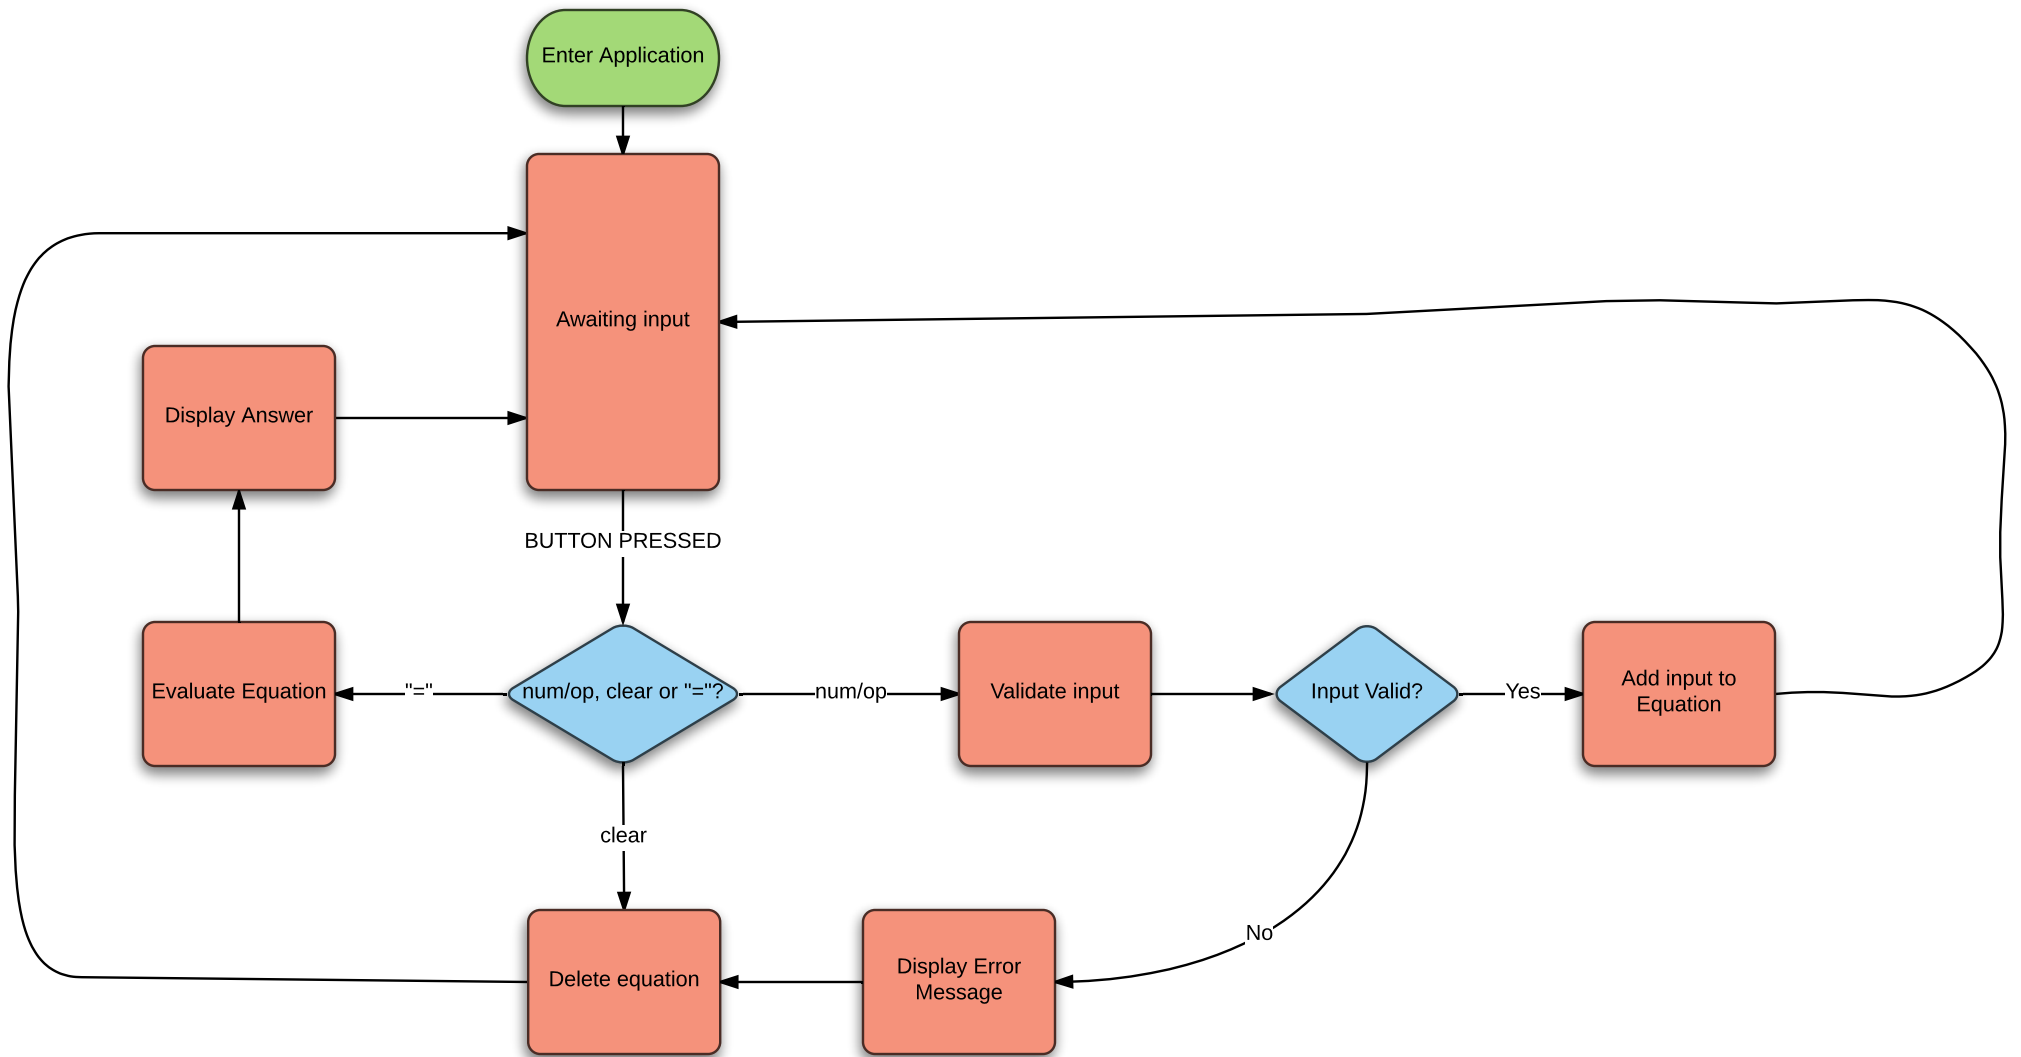 Enter Application
Awaiting input
Display Answer
BUTTON PRESSED
Evaluate Equation
"="
num/op, clear or "="?
num/op
Validate input
Input Valid?
Yes
Add input to
Equation
clear
No
Delete equation
Display Error
Message